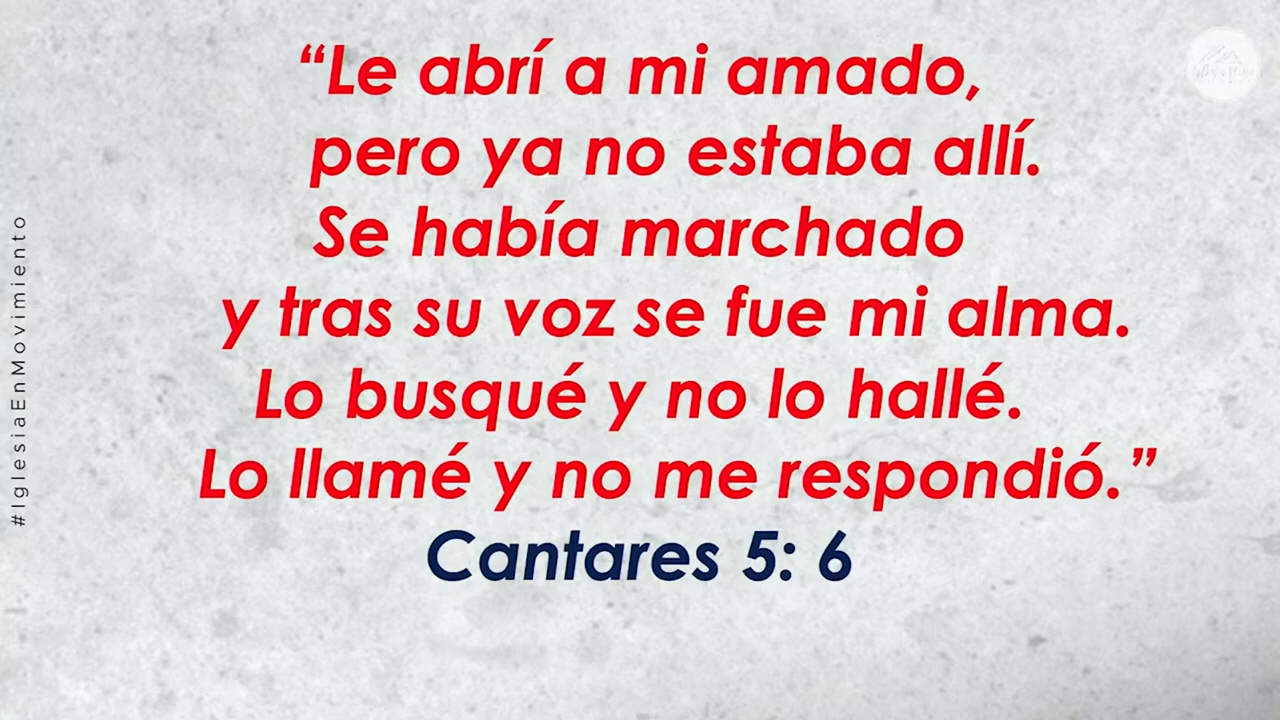 “Le abrí a mi amado,
pero ya no estaba allí.
Se había marchado
y tras su voz se fue mi alma.
Lo busqué y no lo hallé.
Lo llamé y no me respondió.”
Cantares 5: 6
#IglesiaEnMovimiento